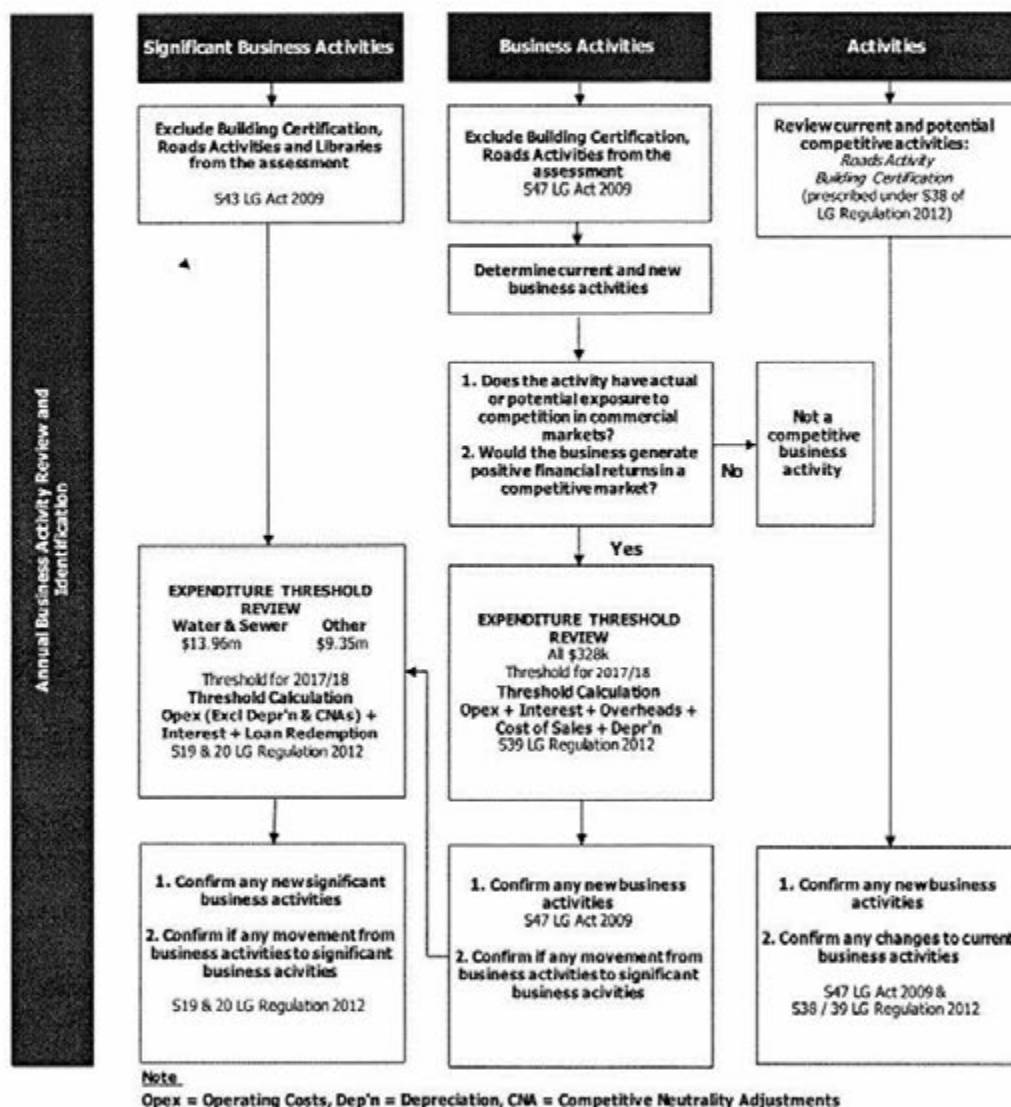 Annual Business Activity Review and
Identification
Significant Business Activities
Exclude Building Certification,
Roads Activities and Libraries
from the assessment
S43 LG Act 2009
EXPENDITURE THRESHOLD
REVIEW
Water & Sewer Other
$13.96m $9.35m
Threshold for 2017/18
Threshold Calculation
Opex (Excl Depr'n & CNAs) +
Interest + Loan Redemption
S19 & 20 LG Regulation 2012
1. Confirm any new significant
business activities
2. Confirm if any movement from
business activities to significant
business acivities
S19 & 20 LG Regulation 2012
Business Activities
Exclude Building Certification,
Roads Activities from the
assessment
S47 LG Act 2009
Determine current and new
business activities
1. Does the activity have actual
or potential exposure to
competition in commercial
markets?
2. Would the business generate
positive financial returns in a
competitive market?
No
Not a
competitive
business
activity
Yes
EXPENDITURE THRESHOLD
REVIEW
All $328k
Threshold for 2017/18
Threshold Calculation
Opex + Interest + Overheads +
Cost of Sales + Depr'n
S39 LG Regulation 2012
1. Confirm any new business
activities
S47 LG Act 2009
2. Confirm if any movement from
business activities to significant
business acivities
Activities
Review current and potential
competitive activities:
Roads Activity
Building Certification
(prescribed under S38 of
LG Regulation 2012)
1. Confirm any new business
activities
2. Confirm any changes to current
business activities
S47 LG Act 2009 &
S38 / 39 LG Regulation 2012
Note
Opex = Operating Costs, Dep'n = Depreciation, CNA = Competitive Neutrality Adjustments